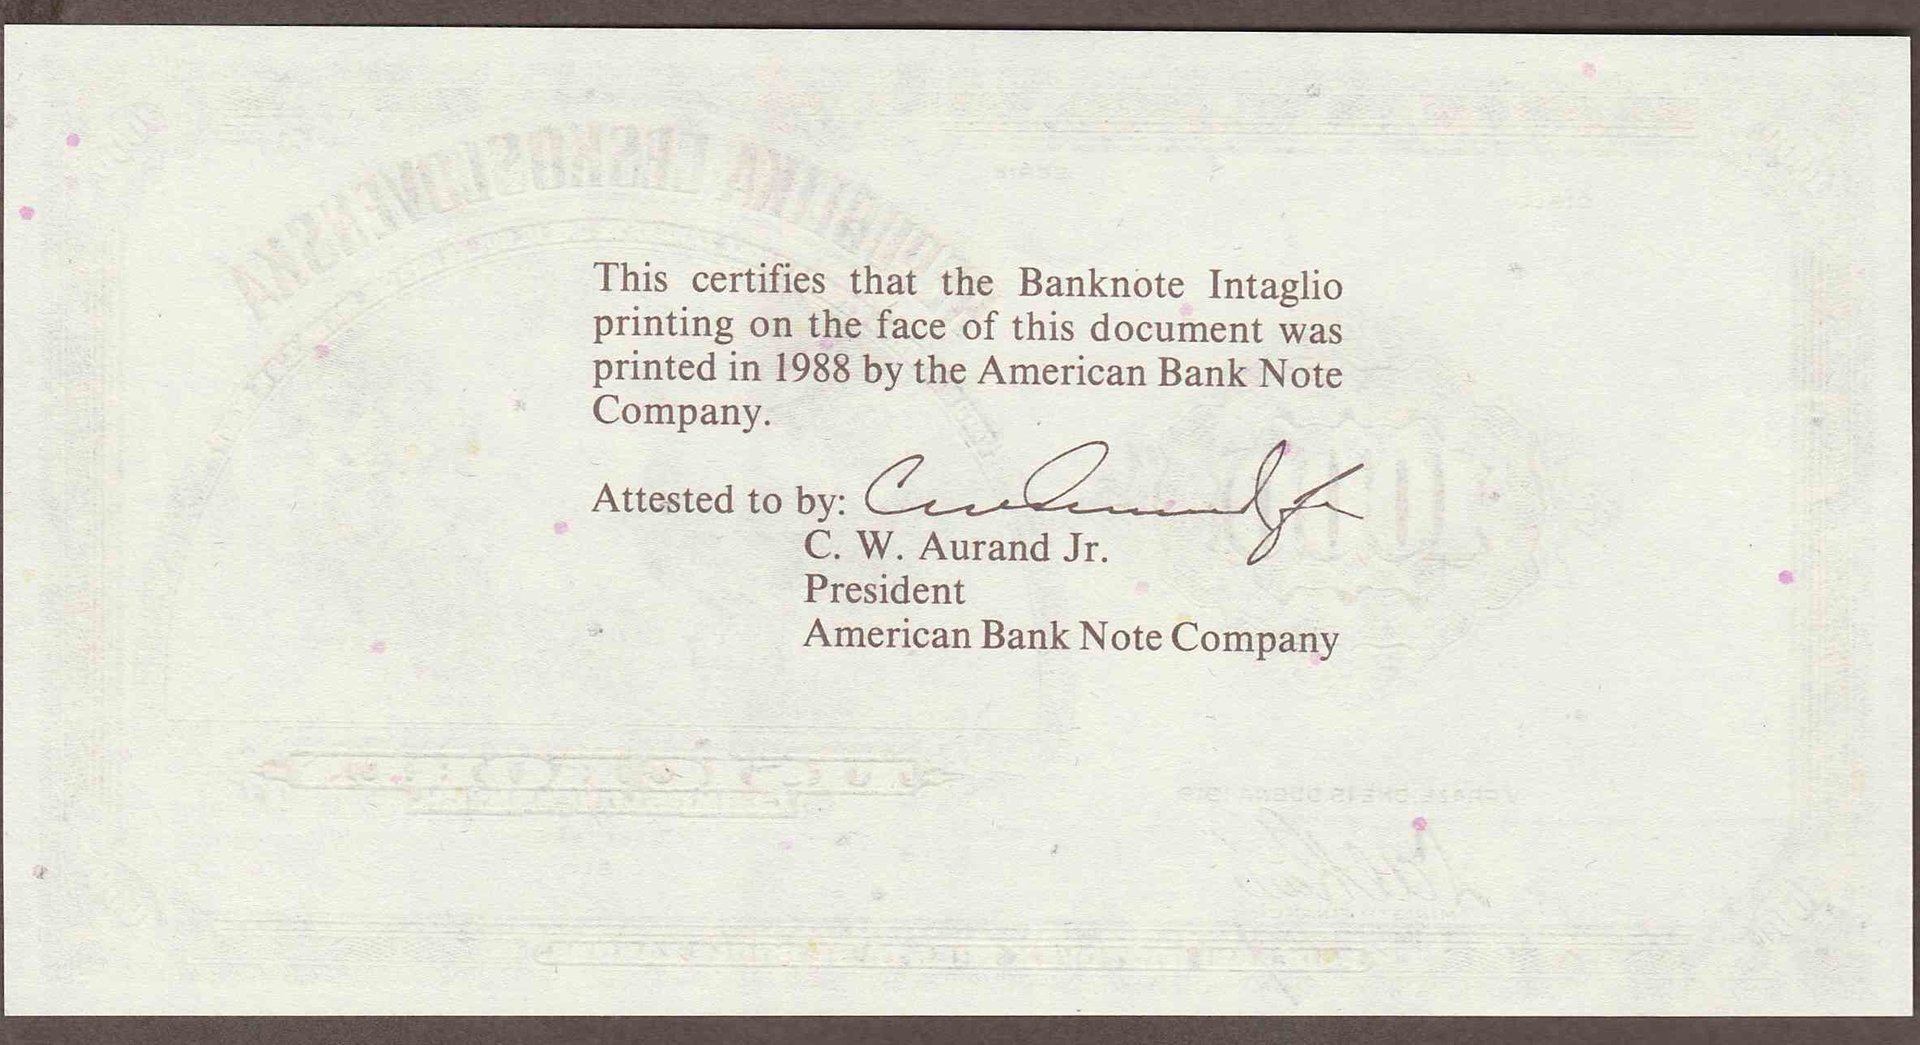 This certifies that the Banknote Intaglio
printing on the face of this document was
printed in 1988 by the American Bank Note
Company.
Attested to by:
C. W. Aurand Jr.
President
American Bank Note Company